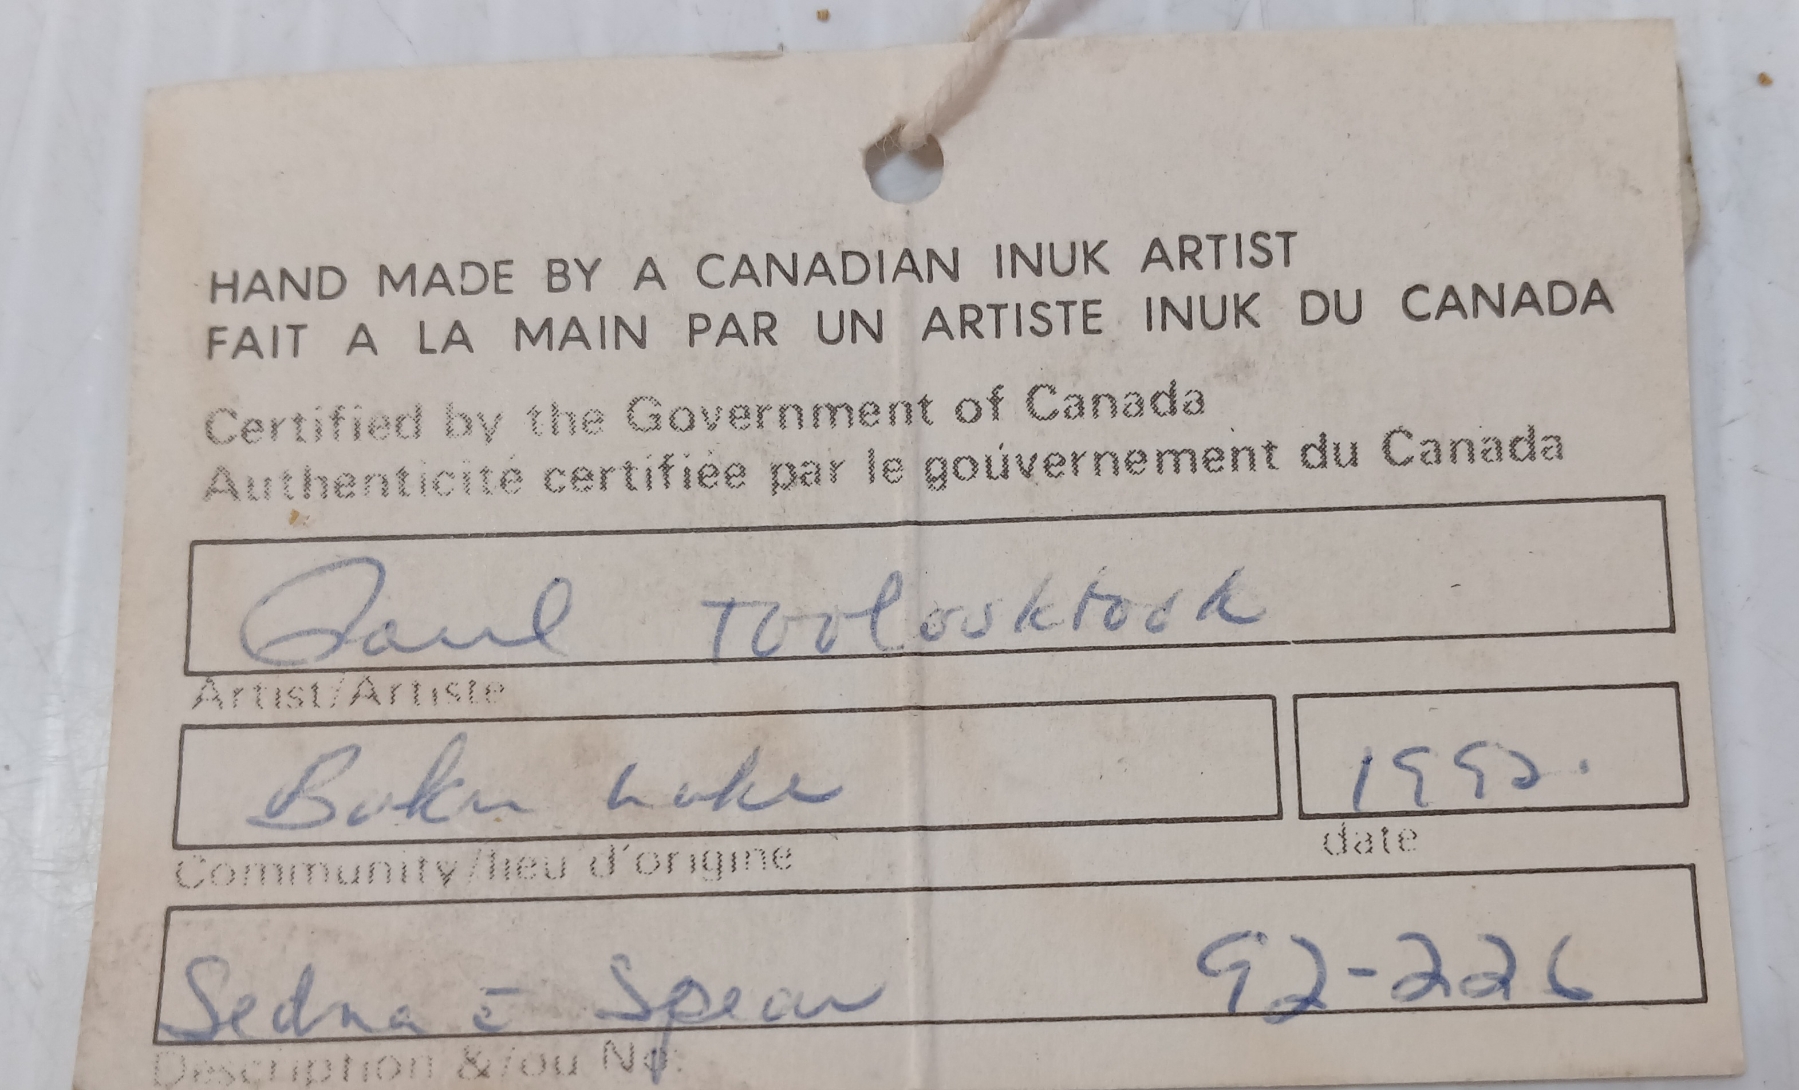 HAND MADE BY A CANADIAN INUK ARTIST
FAIT A LA MAIN PAR UN ARTISTE INUK DU CANADA
Certified by the Government of Canada
Authenticité certifiée par le gouvernement du Canada
Paul Toolooktook
Artist/Artiste
Baker Lake 1992.
Community/lieu d'origine date
Sedna c̄ Spear 92-226
Description &/ou No: